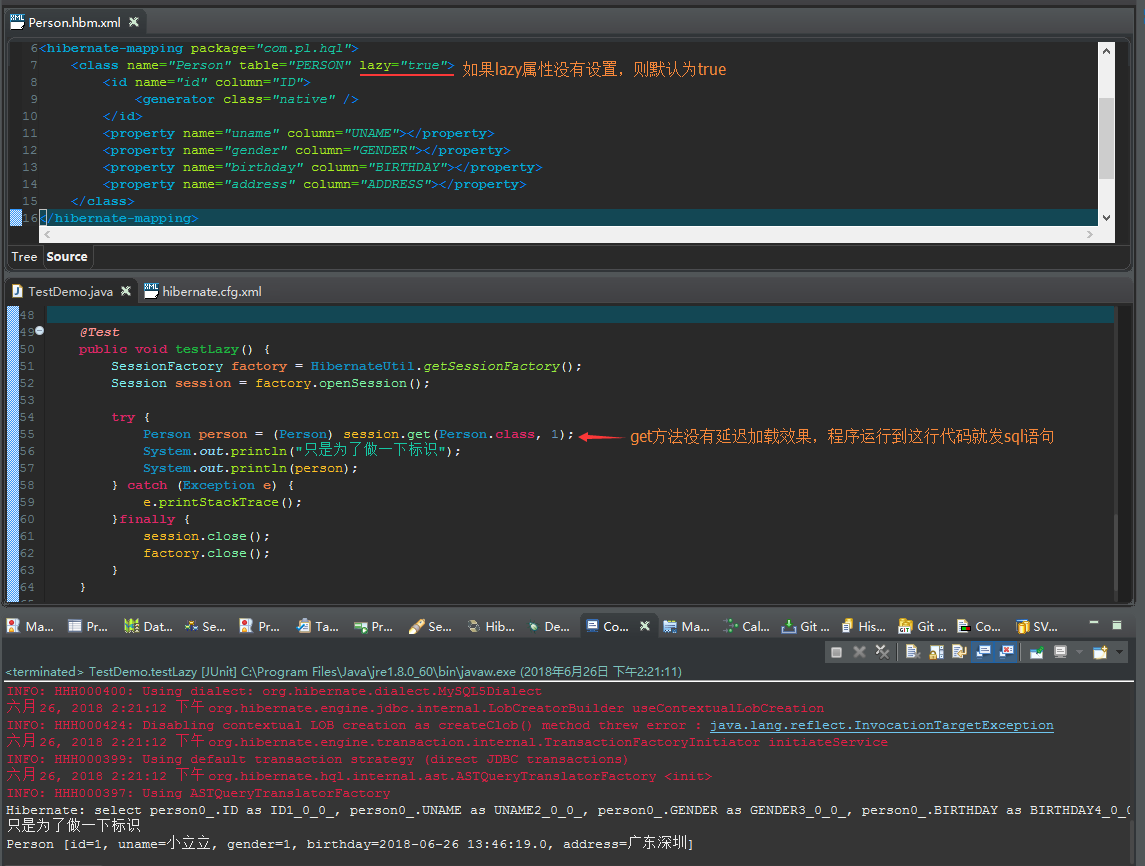 Person.hbm.xml
6 <hibernate-mapping package="com.pl.hql">
7 <class name="Person" table="PERSON" lazy="true"> 如果lazy属性没有设置，则默认为true
8 <id name="id" column="ID">
9 <generator class="native" />
10 </id>
11 <property name="uname" column="UNAME"></property>
12 <property name="gender" column="GENDER"></property>
13 <property name="birthday" column="BIRTHDAY"></property>
14 <property name="address" column="ADDRESS"></property>
15 </class>
16 </hibernate-mapping>
Tree Source
TestDemo.java hibernate.cfg.xml
48
49 @Test
50 public void testLazy() {
51 SessionFactory factory = HibernateUtil.getSessionFactory();
52 Session session = factory.openSession();
53
54 try {
55 Person person = (Person) session.get(Person.class, 1); get方法没有延迟加载效果，程序运行到这行代码就发sql语句
56 System.out.println("只是为了做一下标识");
57 System.out.println(person);
58 } catch (Exception e) {
59 e.printStackTrace();
60 }finally {
61 session.close();
62 factory.close();
63 }
64 }
Ma... Pr... Dat... Se... Pr... Ta... Pr... Se... Hib... De... Co... Ma... Cal... Git ... His... Git ... Co... SV...
<terminated> TestDemo.testLazy [JUnit] C:\Program Files\Java\jre1.8.0_60\bin\javaw.exe (2018年6月26日 下午2:21:11)
INFO: HHH000400: Using dialect: org.hibernate.dialect.MySQL5Dialect
六月 26, 2018 2:21:12 下午 org.hibernate.engine.jdbc.internal.LobCreatorBuilder useContextualLobCreation
INFO: HHH000424: Disabling contextual LOB creation as createClob() method threw error : java.lang.reflect.InvocationTargetException
六月 26, 2018 2:21:12 下午 org.hibernate.engine.transaction.internal.TransactionFactoryInitiator initiateService
INFO: HHH000399: Using default transaction strategy (direct JDBC transactions)
六月 26, 2018 2:21:12 下午 org.hibernate.hql.internal.ast.ASTQueryTranslatorFactory <init>
INFO: HHH000397: Using ASTQueryTranslatorFactory
Hibernate: select person0_.ID as ID1_0_0_, person0_.UNAME as UNAME2_0_0_, person0_.GENDER as GENDER3_0_0_, person0_.BIRTHDAY as BIRTHDAY4_0_0
只是为了做一下标识
Person [id=1, uname=小立立, gender=1, birthday=2018-06-26 13:46:19.0, address=广东深圳]